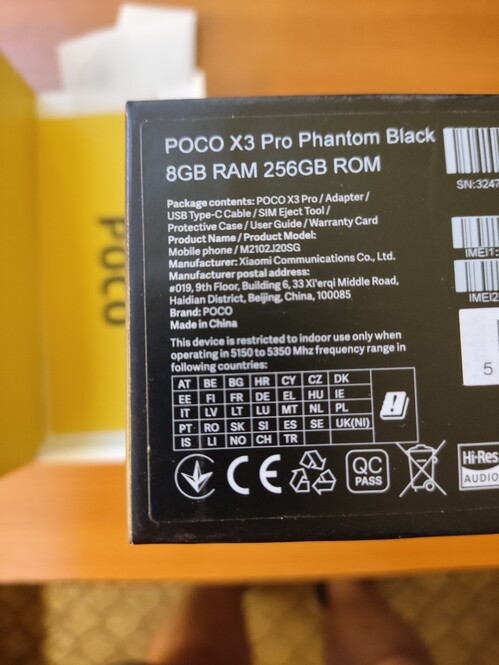 POCO X3 Pro Phantom Black
8GB RAM 256GB ROM
Package contents: POCO X3 Pro / Adapter /
USB Type-C Cable / SIM Eject Tool /
Protective Case / User Guide / Warranty Card
Product Name / Product Model:
Mobile phone / M2102J20SG
Manufacturer: Xiaomi Communications Co., Ltd.
Manufacturer postal address:
#019, 9th Floor, Building 6, 33 Xi'erqi Middle Road,
Haidian District, Beijing, China, 100085
Brand: POCO
Made in China
This device is restricted to indoor use only when
operating in 5150 to 5350 Mhz frequency range in
following countries:
AT BE BG HR CY CZ DK
EE FI FR DE EL HU IE
IT LV LT LU MT NL PL
PT RO SK SI ES SE UK(NI)
IS LI NO CH TR
CE
QC
PASS
Hi-Res
AUDIO
SN:3247
IMEI1:
IMEI2
5
POCO